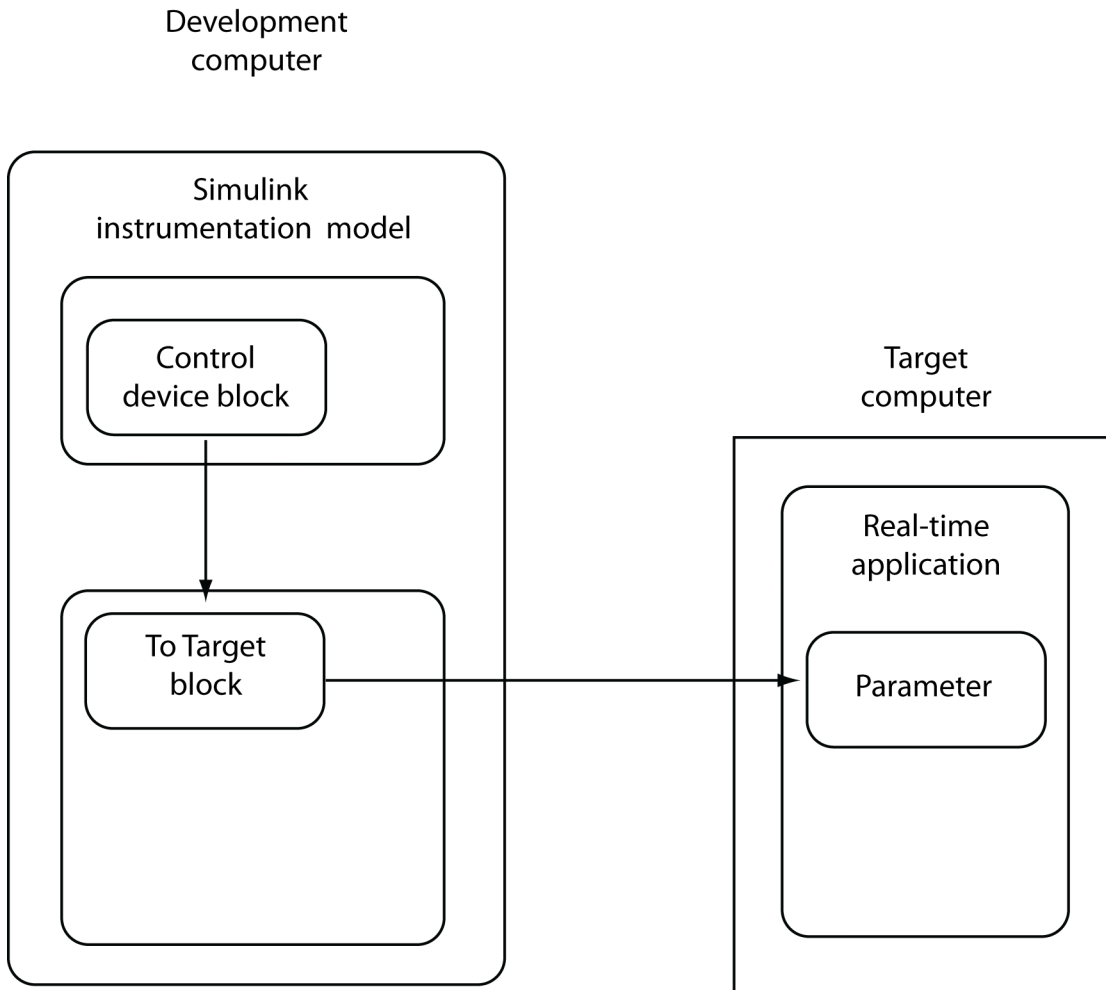 Development
computer
Simulink
instrumentation model
Control
device block
To Target
block
Target
computer
Real-time
application
Parameter